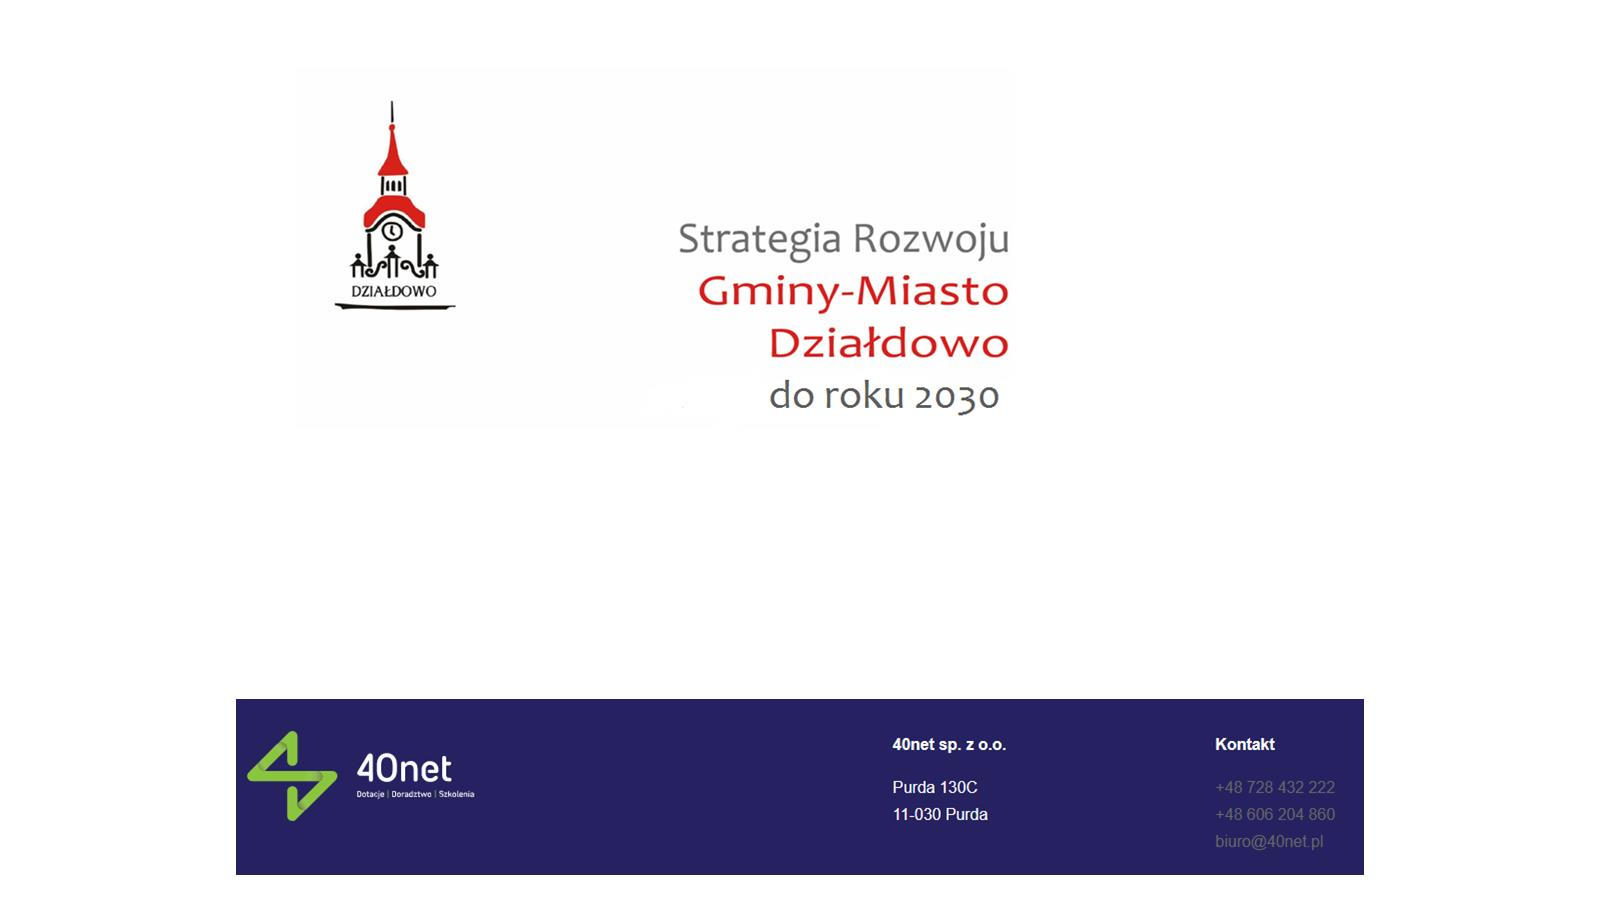 DZIAŁDOWO
Strategia Rozwoju
Gminy-Miasto
Działdowo
do roku 2030
40net
Dotacje | Doradztwo | Szkolenia
40net sp. z o.o.
Purda 130C
11-030 Purda
Kontakt
+48 728 432 222
+48 606 204 860
biuro@40net.pl